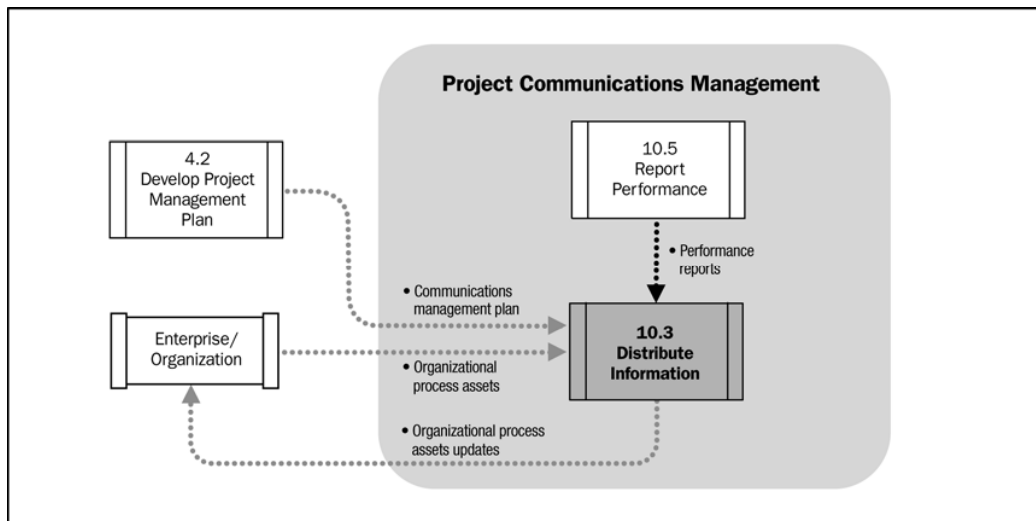 Project Communications Management
4.2
Develop Project
Management
Plan
10.5
Report
Performance
• Performance
reports
• Communications
management plan
Enterprise/
Organization
10.3
Distribute
Information
• Organizational
process assets
• Organizational process
assets updates